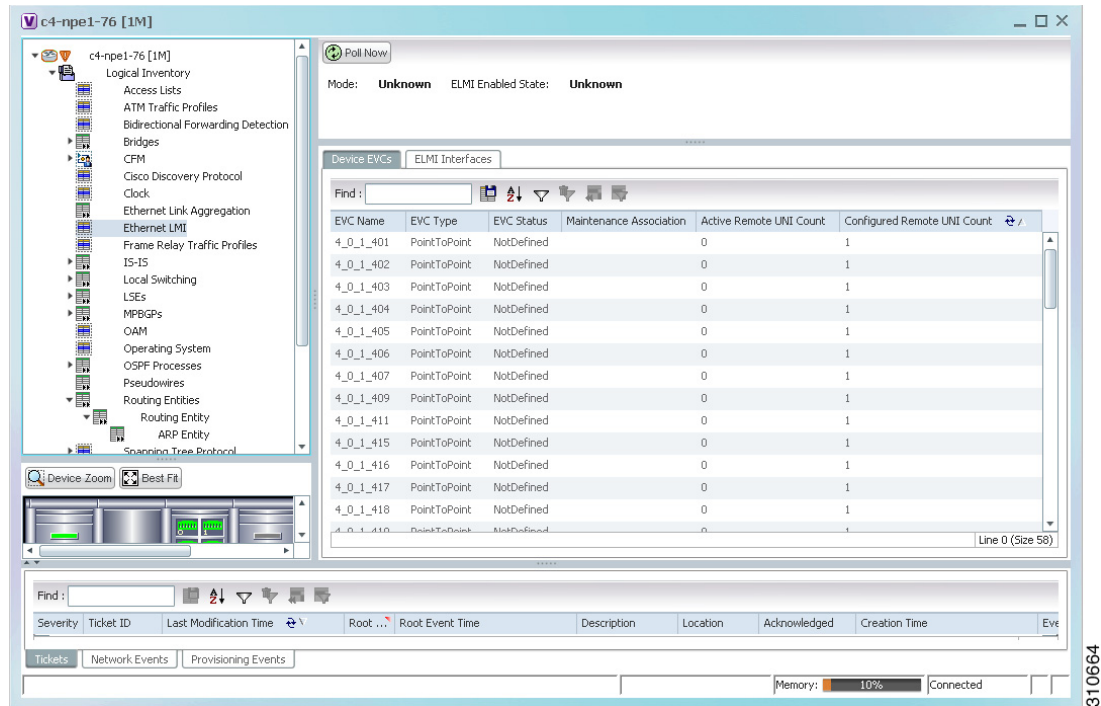 c4-npe1-76 [1M]
c4-npe1-76 [1M]
Logical Inventory
Access Lists
ATM Traffic Profiles
Bidirectional Forwarding Detection
Bridges
CFM
Cisco Discovery Protocol
Clock
Ethernet Link Aggregation
Ethernet LMI
Frame Relay Traffic Profiles
IS-IS
Local Switching
LSEs
MPBGPs
OAM
Operating System
OSPF Processes
Pseudowires
Routing Entities
Routing Entity
ARP Entity
Spanning Tree Protocol
Device Zoom Best Fit
Poll Now
Mode: Unknown ELMI Enabled State: Unknown
Device EVCs ELMI Interfaces
Find :
EVC Name EVC Type EVC Status Maintenance Association Active Remote UNI Count Configured Remote UNI Count
4_0_1_401 PointToPoint NotDefined 0 1
4_0_1_402 PointToPoint NotDefined 0 1
4_0_1_403 PointToPoint NotDefined 0 1
4_0_1_404 PointToPoint NotDefined 0 1
4_0_1_405 PointToPoint NotDefined 0 1
4_0_1_406 PointToPoint NotDefined 0 1
4_0_1_407 PointToPoint NotDefined 0 1
4_0_1_409 PointToPoint NotDefined 0 1
4_0_1_411 PointToPoint NotDefined 0 1
4_0_1_415 PointToPoint NotDefined 0 1
4_0_1_416 PointToPoint NotDefined 0 1
4_0_1_417 PointToPoint NotDefined 0 1
4_0_1_418 PointToPoint NotDefined 0 1
PointToPoint NotDefined 0 1
Line 0 (Size 58)
Find :
Severity Ticket ID Last Modification Time Root ... Root Event Time Description Location Acknowledged Creation Time Eve
Tickets Network Events Provisioning Events
Memory: 10% Connected
310664